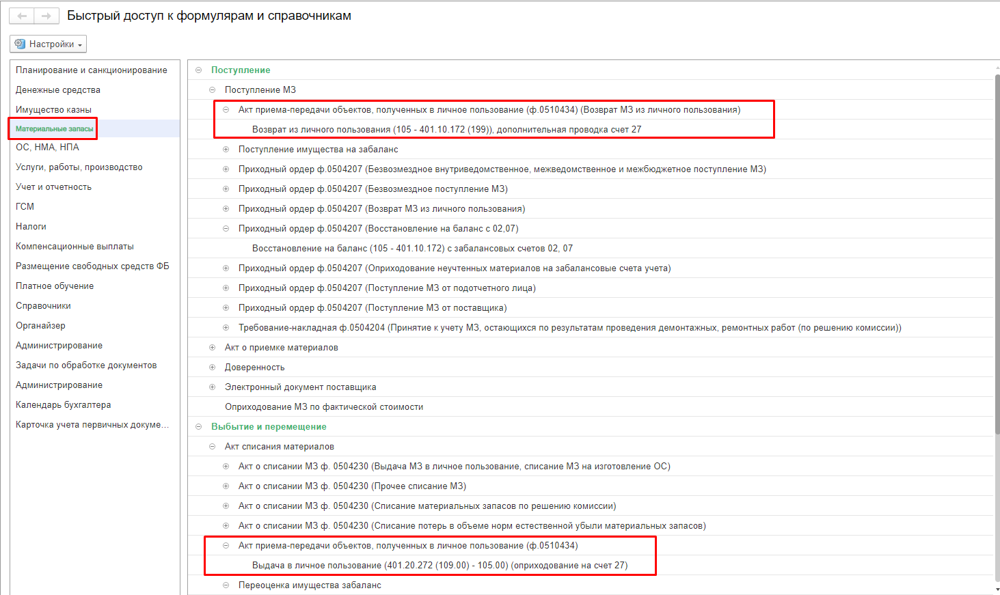 Быстрый доступ к формулярам и справочникам
Настройки
Планирование и санкционирование
Денежные средства
Имущество казны
Материальные запасы
ОС, НМА, НПА
Услуги, работы, производство
Учет и отчетность
ГСМ
Налоги
Компенсационные выплаты
Размещение свободных средств ФБ
Платное обучение
Справочники
Органайзер
Администрирование
Задачи по обработке документов
Администрирование
Календарь бухгалтера
Карточка учета первичных докуме...
Поступление
Поступление МЗ
Акт приема-передачи объектов, полученных в личное пользование (ф.0510434) (Возврат МЗ из личного пользования)
Возврат из личного пользования (105 - 401.10.172 (199)), дополнительная проводка счет 27
Поступление имущества на забаланс
Приходный ордер ф.0504207 (Безвозмездное внутриведомственное, межведомственное и межбюджетное поступление МЗ)
Приходный ордер ф.0504207 (Безвозмездное поступление МЗ)
Приходный ордер ф.0504207 (Возврат МЗ из личного пользования)
Приходный ордер ф.0504207 (Восстановление на баланс с 02,07)
Восстановление на баланс (105 - 401.10.172) с забалансовых счетов 02, 07
Приходный ордер ф.0504207 (Оприходование неучтенных материалов на забалансовые счета учета)
Приходный ордер ф.0504207 (Поступление МЗ от подотчетного лица)
Приходный ордер ф.0504207 (Поступление МЗ от поставщика)
Требование-накладная ф.0504204 (Принятие к учету МЗ, остающихся по результатам проведения демонтажных, ремонтных работ (по решению комиссии))
Акт о приемке материалов
Доверенность
Электронный документ поставщика
Оприходование МЗ по фактической стоимости
Выбытие и перемещение
Акт списания материалов
Акт о списании МЗ ф. 0504230 (Выдача МЗ в личное пользование, списание МЗ на изготовление ОС)
Акт о списании МЗ ф. 0504230 (Прочее списание МЗ)
Акт о списании МЗ ф. 0504230 (Списание материальных запасов по решению комиссии)
Акт о списании МЗ ф. 0504230 (Списание потерь в объеме норм естественной убыли материальных запасов)
Акт приема-передачи объектов, полученных в личное пользование (ф.0510434)
Выдача в личное пользование (401.20.272 (109.00) - 105.00) (оприходование на счет 27)
Переоценка имущества забаланс